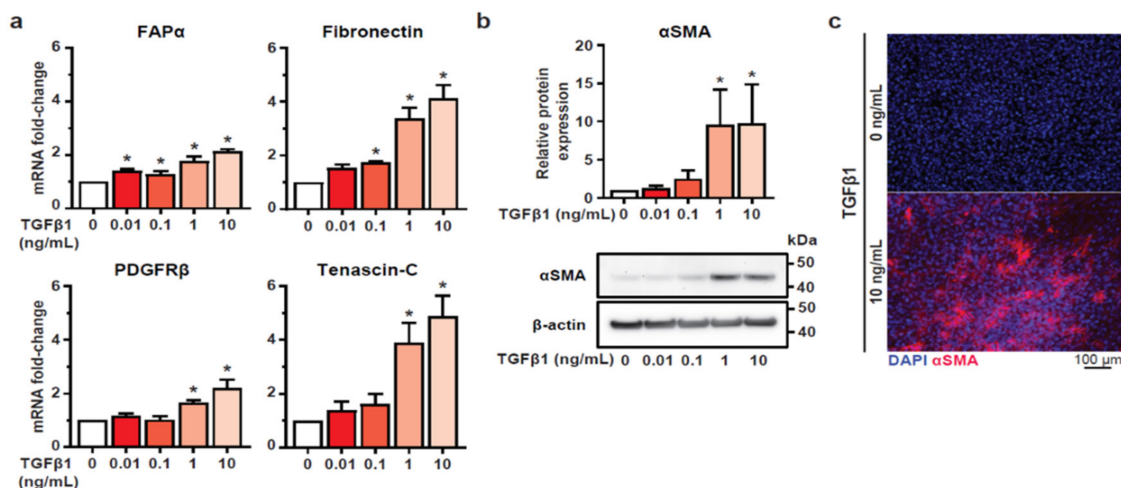 a
FAPα
mRNA fold-change
6
4
2
0
* * * *
TGFβ1 0 0.01 0.1 1 10
(ng/mL)
Fibronectin
6
4
2
0
* * *
0 0.01 0.1 1 10
PDGFRβ
mRNA fold-change
6
4
2
0
* *
TGFβ1 0 0.01 0.1 1 10
(ng/mL)
Tenascin-C
6
4
2
0
* *
0 0.01 0.1 1 10
b
αSMA
Relative protein
expression
20
15
10
5
0
* *
TGFβ1 (ng/mL) 0 0.01 0.1 1 10
kDa
αSMA
50
40
β-actin
50
40
TGFβ1 (ng/mL) 0 0.01 0.1 1 10
c
TGFβ1
0 ng/mL
10 ng/mL
DAPI αSMA
100 µm